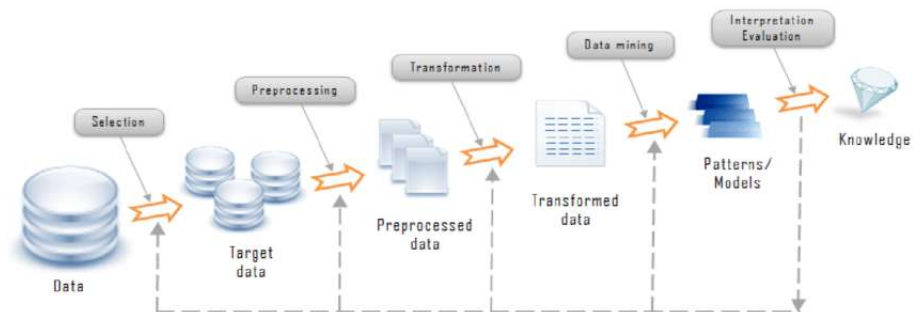 Interpretation
Evaluation
Data mining
Transformation
Preprocessing
Selection
Knowledge
Patterns/
Models
Transformed
data
Preprocessed
data
Target
data
Data